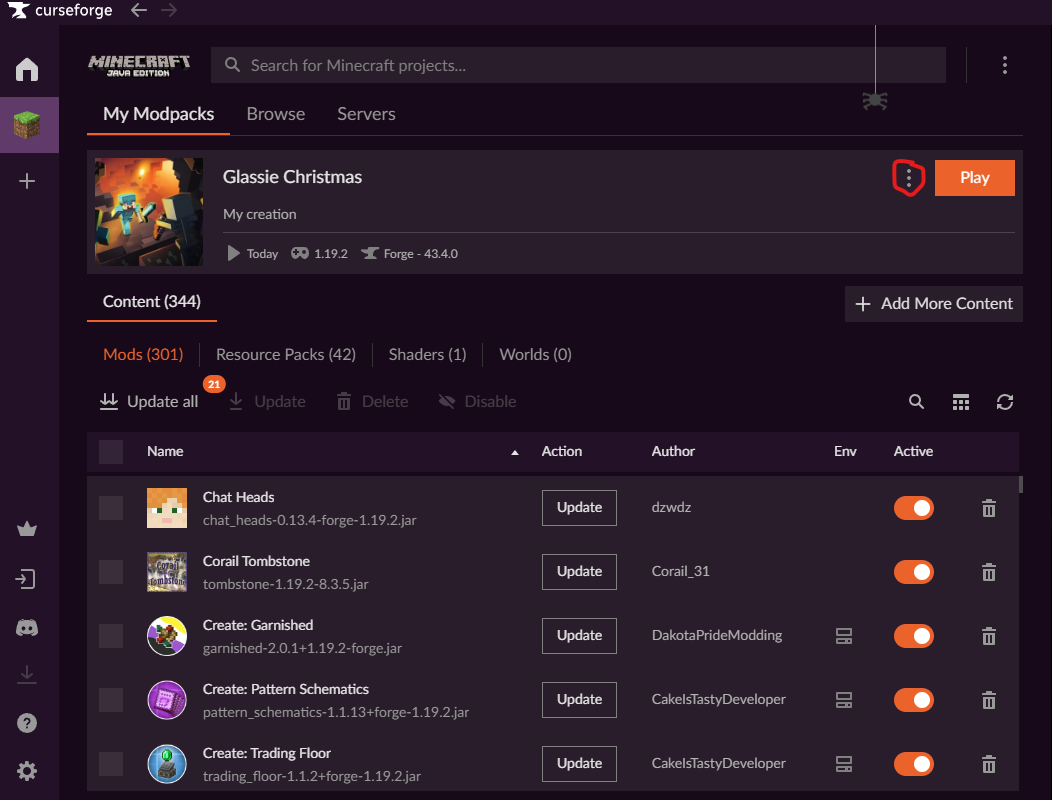 curseforge
MINECRAFT
JAVA EDITION
Search for Minecraft projects...
My Modpacks Browse Servers
Glassie Christmas
Play
My creation
Today 1.19.2 Forge - 43.4.0
Content (344)
Add More Content
Mods (301) Resource Packs (42) Shaders (1) Worlds (0)
21
Update all Update Delete Disable
Name Action Author Env Active
Chat Heads
chat_heads-0.13.4-forge-1.19.2.jar
Update
dzwdz
Corail Tombstone
tombstone-1.19.2-8.3.5.jar
Corail Tombstone
Update
Corail_31
Create: Garnished
garnished-2.0.1+1.19.2-forge.jar
Update
DakotaPrideModding
Create: Pattern Schematics
pattern_schematics-1.1.13+forge-1.19.2.jar
Update
CakeIsTastyDeveloper
Create: Trading Floor
trading_floor-1.1.2+forge-1.19.2.jar
Update
CakeIsTastyDeveloper